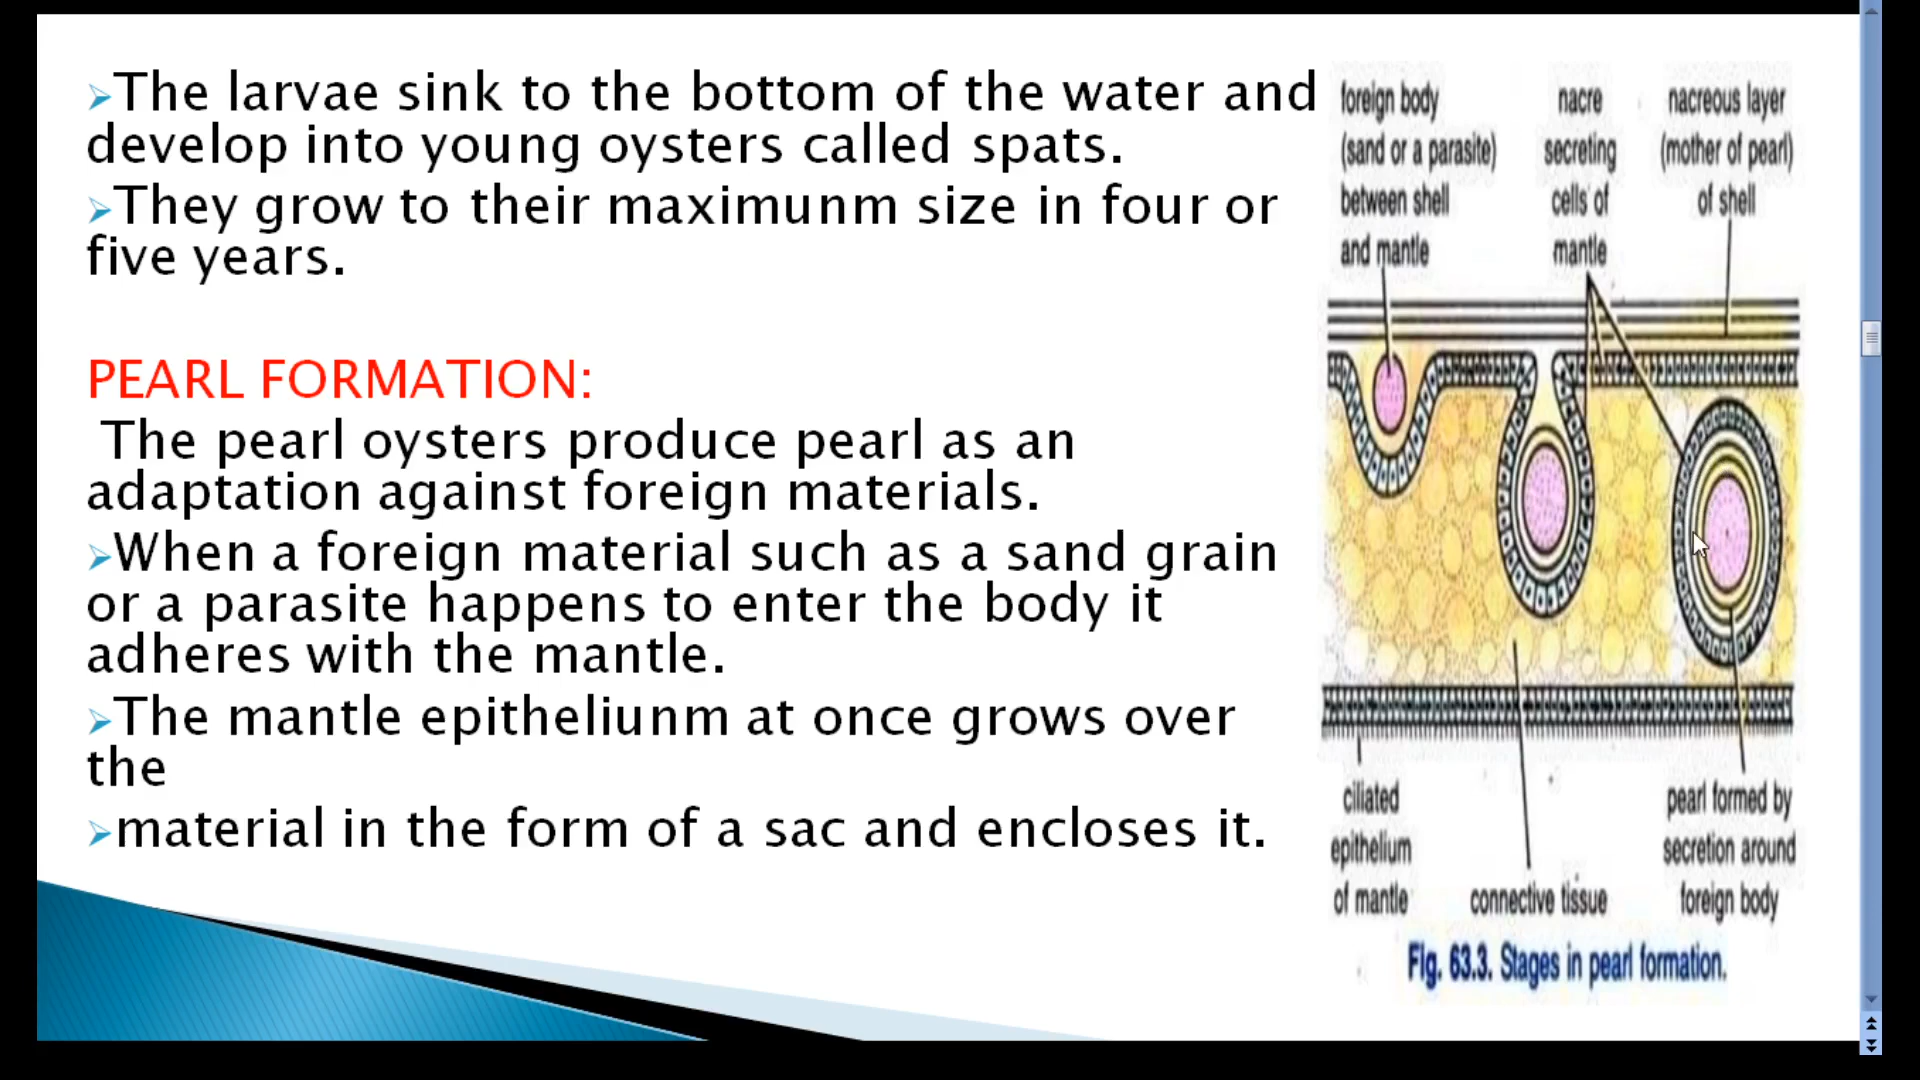 ➢The larvae sink to the bottom of the water and
develop into young oysters called spats.
➢They grow to their maximunm size in four or
five years.
PEARL FORMATION:
The pearl oysters produce pearl as an
adaptation against foreign materials.
➢When a foreign material such as a sand grain
or a parasite happens to enter the body it
adheres with the mantle.
➢The mantle epitheliunm at once grows over
the
➢material in the form of a sac and encloses it.
foreign body
(sand or a parasite)
between shell
and mantle
nacre
secreting
cells of
mantle
nacreous layer
(mother of pearl)
of shell
ciliated
epithelium
of mantle
connective tissue
pearl formed by
secretion around
foreign body
Fig. 63.3. Stages in pearl formation.